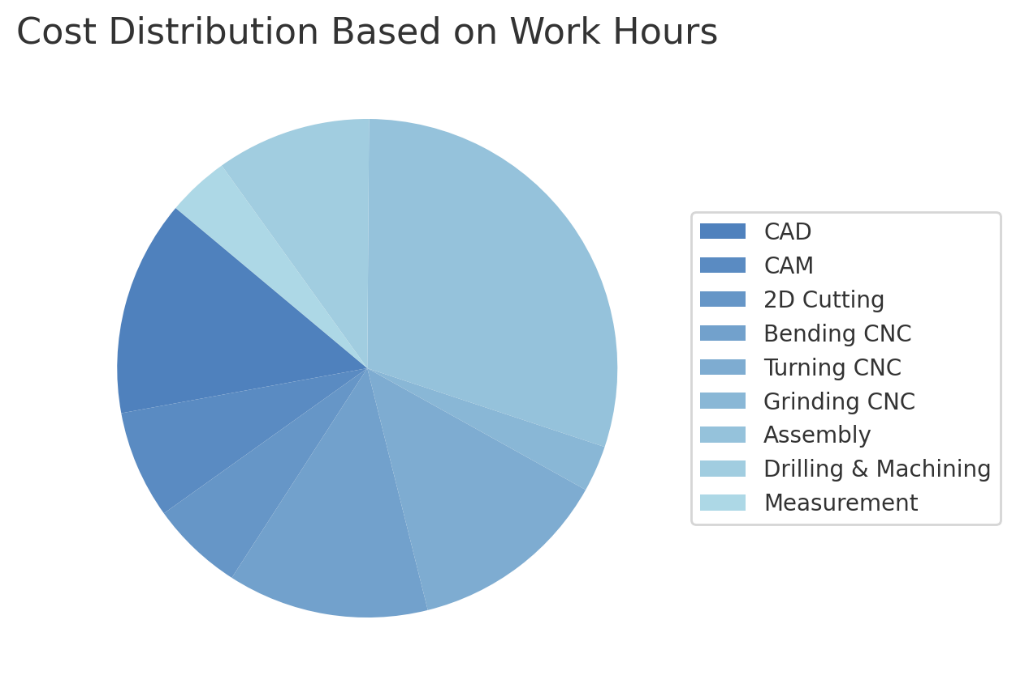 Cost Distribution Based on Work Hours
CAD
CAM
2D Cutting
Bending CNC
Turning CNC
Grinding CNC
Assembly
Drilling & Machining
Measurement